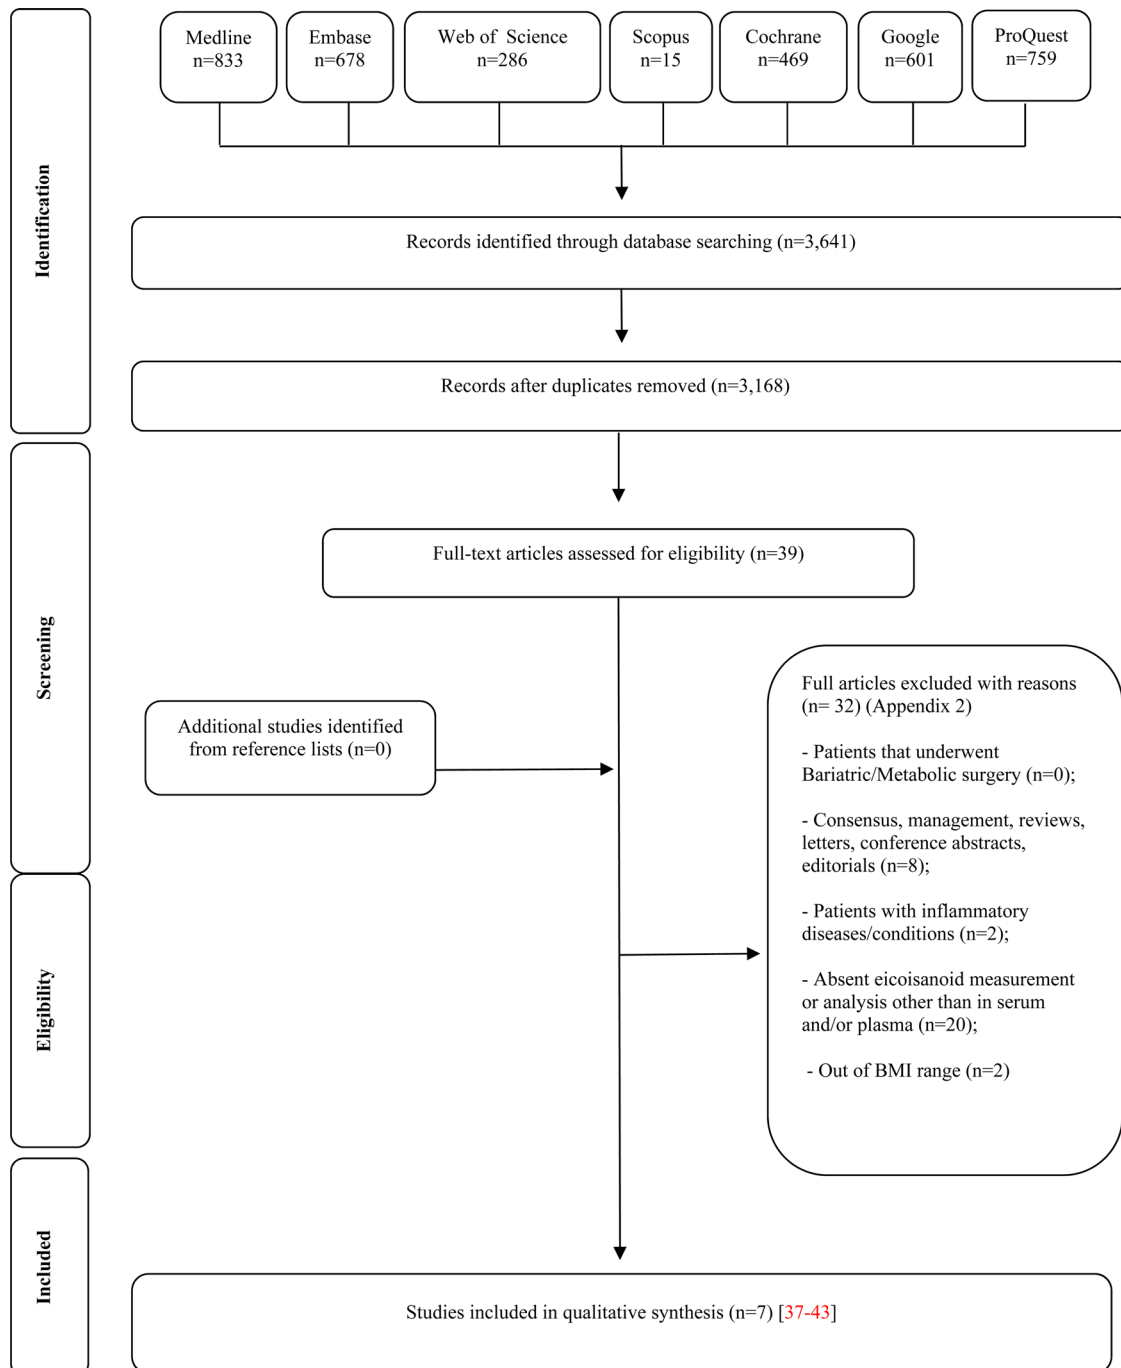 Medline
n=833
Embase
n=678
Web of Science
n=286
Scopus
n=15
Cochrane
n=469
Google
n=601
ProQuest
n=759
Identification
Records identified through database searching (n=3,641)
Records after duplicates removed (n=3,168)
Screening
Full-text articles assessed for eligibility (n=39)
Additional studies identified
from reference lists (n=0)
Full articles excluded with reasons
(n= 32) (Appendix 2)
- Patients that underwent
Bariatric/Metabolic surgery (n=0);
- Consensus, management, reviews,
letters, conference abstracts,
editorials (n=8);
- Patients with inflammatory
diseases/conditions (n=2);
- Absent eicoisanoid measurement
or analysis other than in serum
and/or plasma (n=20);
- Out of BMI range (n=2)
Eligibility
Included
Studies included in qualitative synthesis (n=7) [37-43]